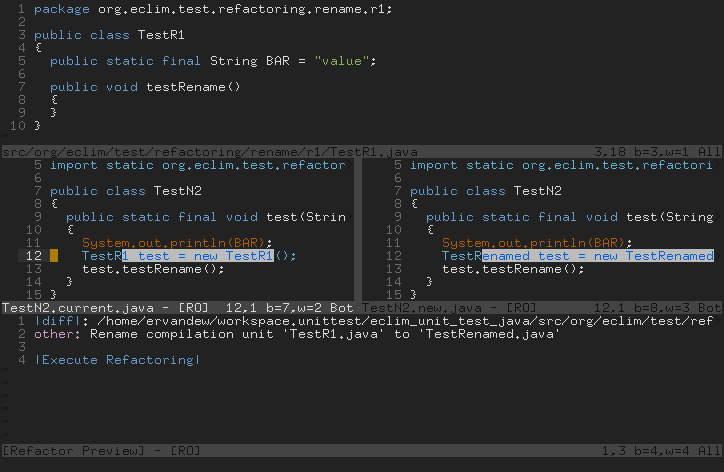 1 package org.eclim.test.refactoring.rename.r1;
2
3 public class TestR1
4 {
5 public static final String BAR = "value";
6
7 public void testRename()
8 {
9 }
10 }
~
src/org/eclim/test/refactoring/rename/r1/TestR1.java 3,18 b=3,w=1 All
5 import static org.eclim.test.refactor
6
7 public class TestN2
8 {
9 public static final void test(Strin
10 {
11 System.out.println(BAR);
12 TestR1 test = new TestR1();
13 test.testRename();
14 }
15 }
TestN2.current.java - [RO] 12,1 b=7,w=2 Bot
5 import static org.eclim.test.refactori
6
7 public class TestN2
8 {
9 public static final void test(String
10 {
11 System.out.println(BAR);
12 TestRenamed test = new TestRenamed
13 test.testRename();
14 }
15 }
TestN2.new.java - [RO] 12,1 b=8,w=3 Bot
1 |diff|: /home/ervandew/workspace.unittest/eclim_unit_test_java/src/org/eclim/test/ref
2 other: Rename compilation unit 'TestR1.java' to 'TestRenamed.java'
3
4 |Execute Refactoring|
~
~
~
~
~
~
[Refactor Preview] - [RO] 1,3 b=4,w=4 All